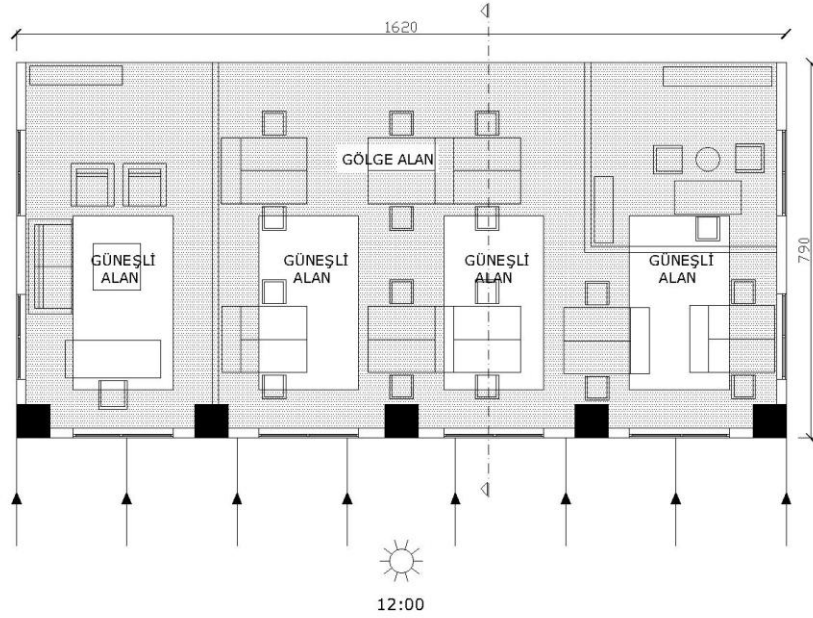 1620
GÖLGE ALAN
790
GÜNEŞLİ
ALAN
GÜNEŞLİ
ALAN
GÜNEŞLİ
ALAN
GÜNEŞLİ
ALAN
12:00